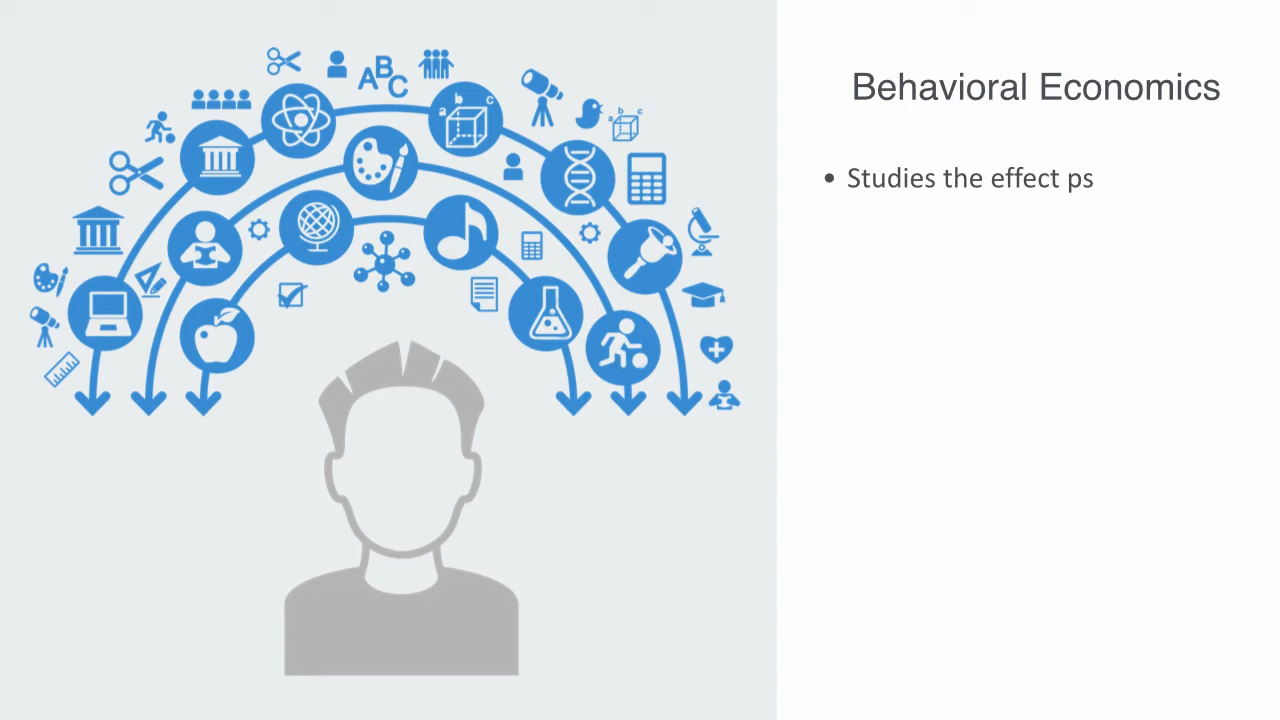 A B C
a b c
a b c
Behavioral Economics
• Studies the effect ps